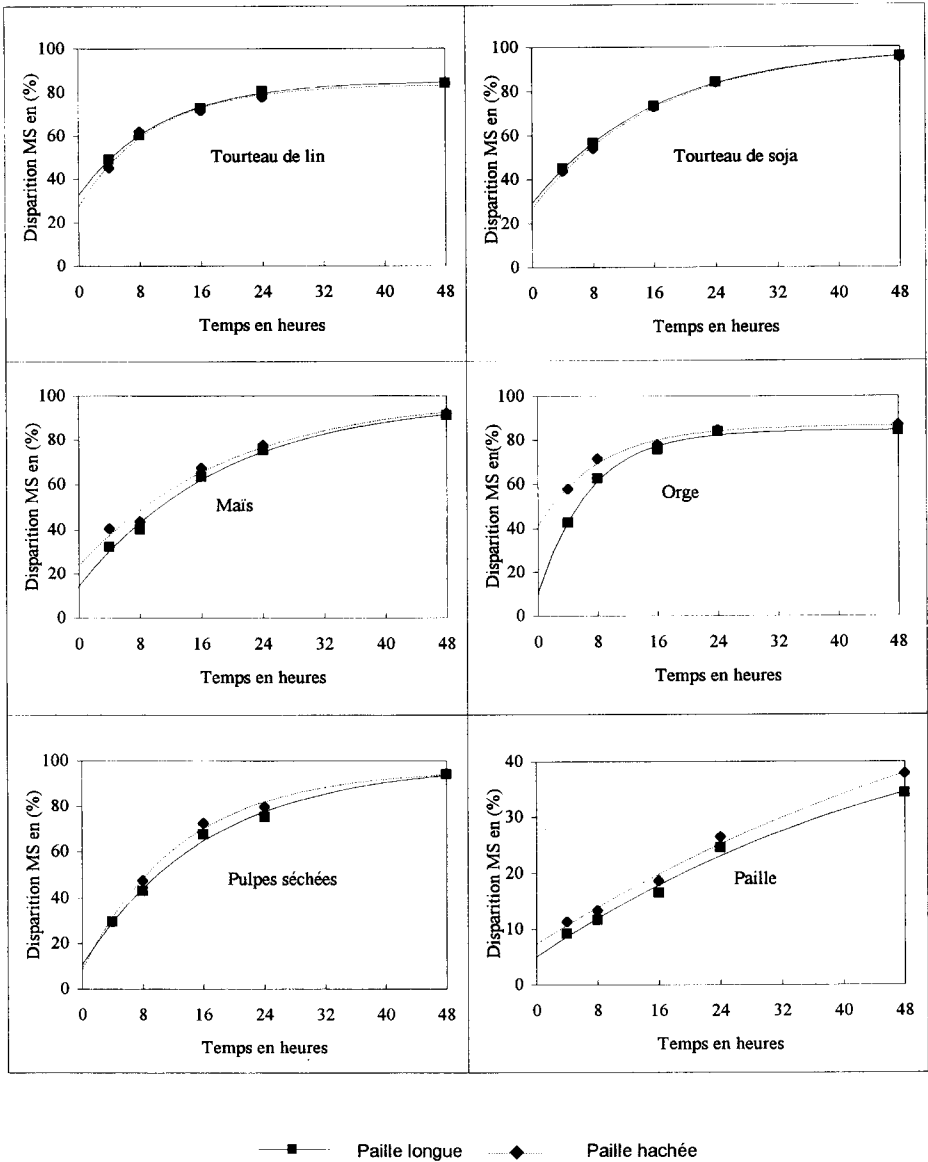 Disparition MS en (%)
100
80
60
40
20
0
Tourteau de lin
0 8 16 24 32 40 48
Temps en heures
Disparition MS en (%)
100
80
60
40
20
0
Tourteau de soja
0 8 16 24 32 40 48
Temps en heures
Disparition MS en (%)
100
80
60
40
20
0
Maïs
0 8 16 24 32 40 48
Temps en heures
Disparition MS en(%)
100
80
60
40
20
0
Orge
0 8 16 24 32 40 48
Temps en heures
Disparition MS en (%)
100
80
60
40
20
0
Pulpes séchées
0 8 16 24 32 40 48
Temps en heures
Disparition MS en (%)
40
30
20
10
0
Paille
0 8 16 24 32 40 48
Temps en heures
Paille longue Paille hachée